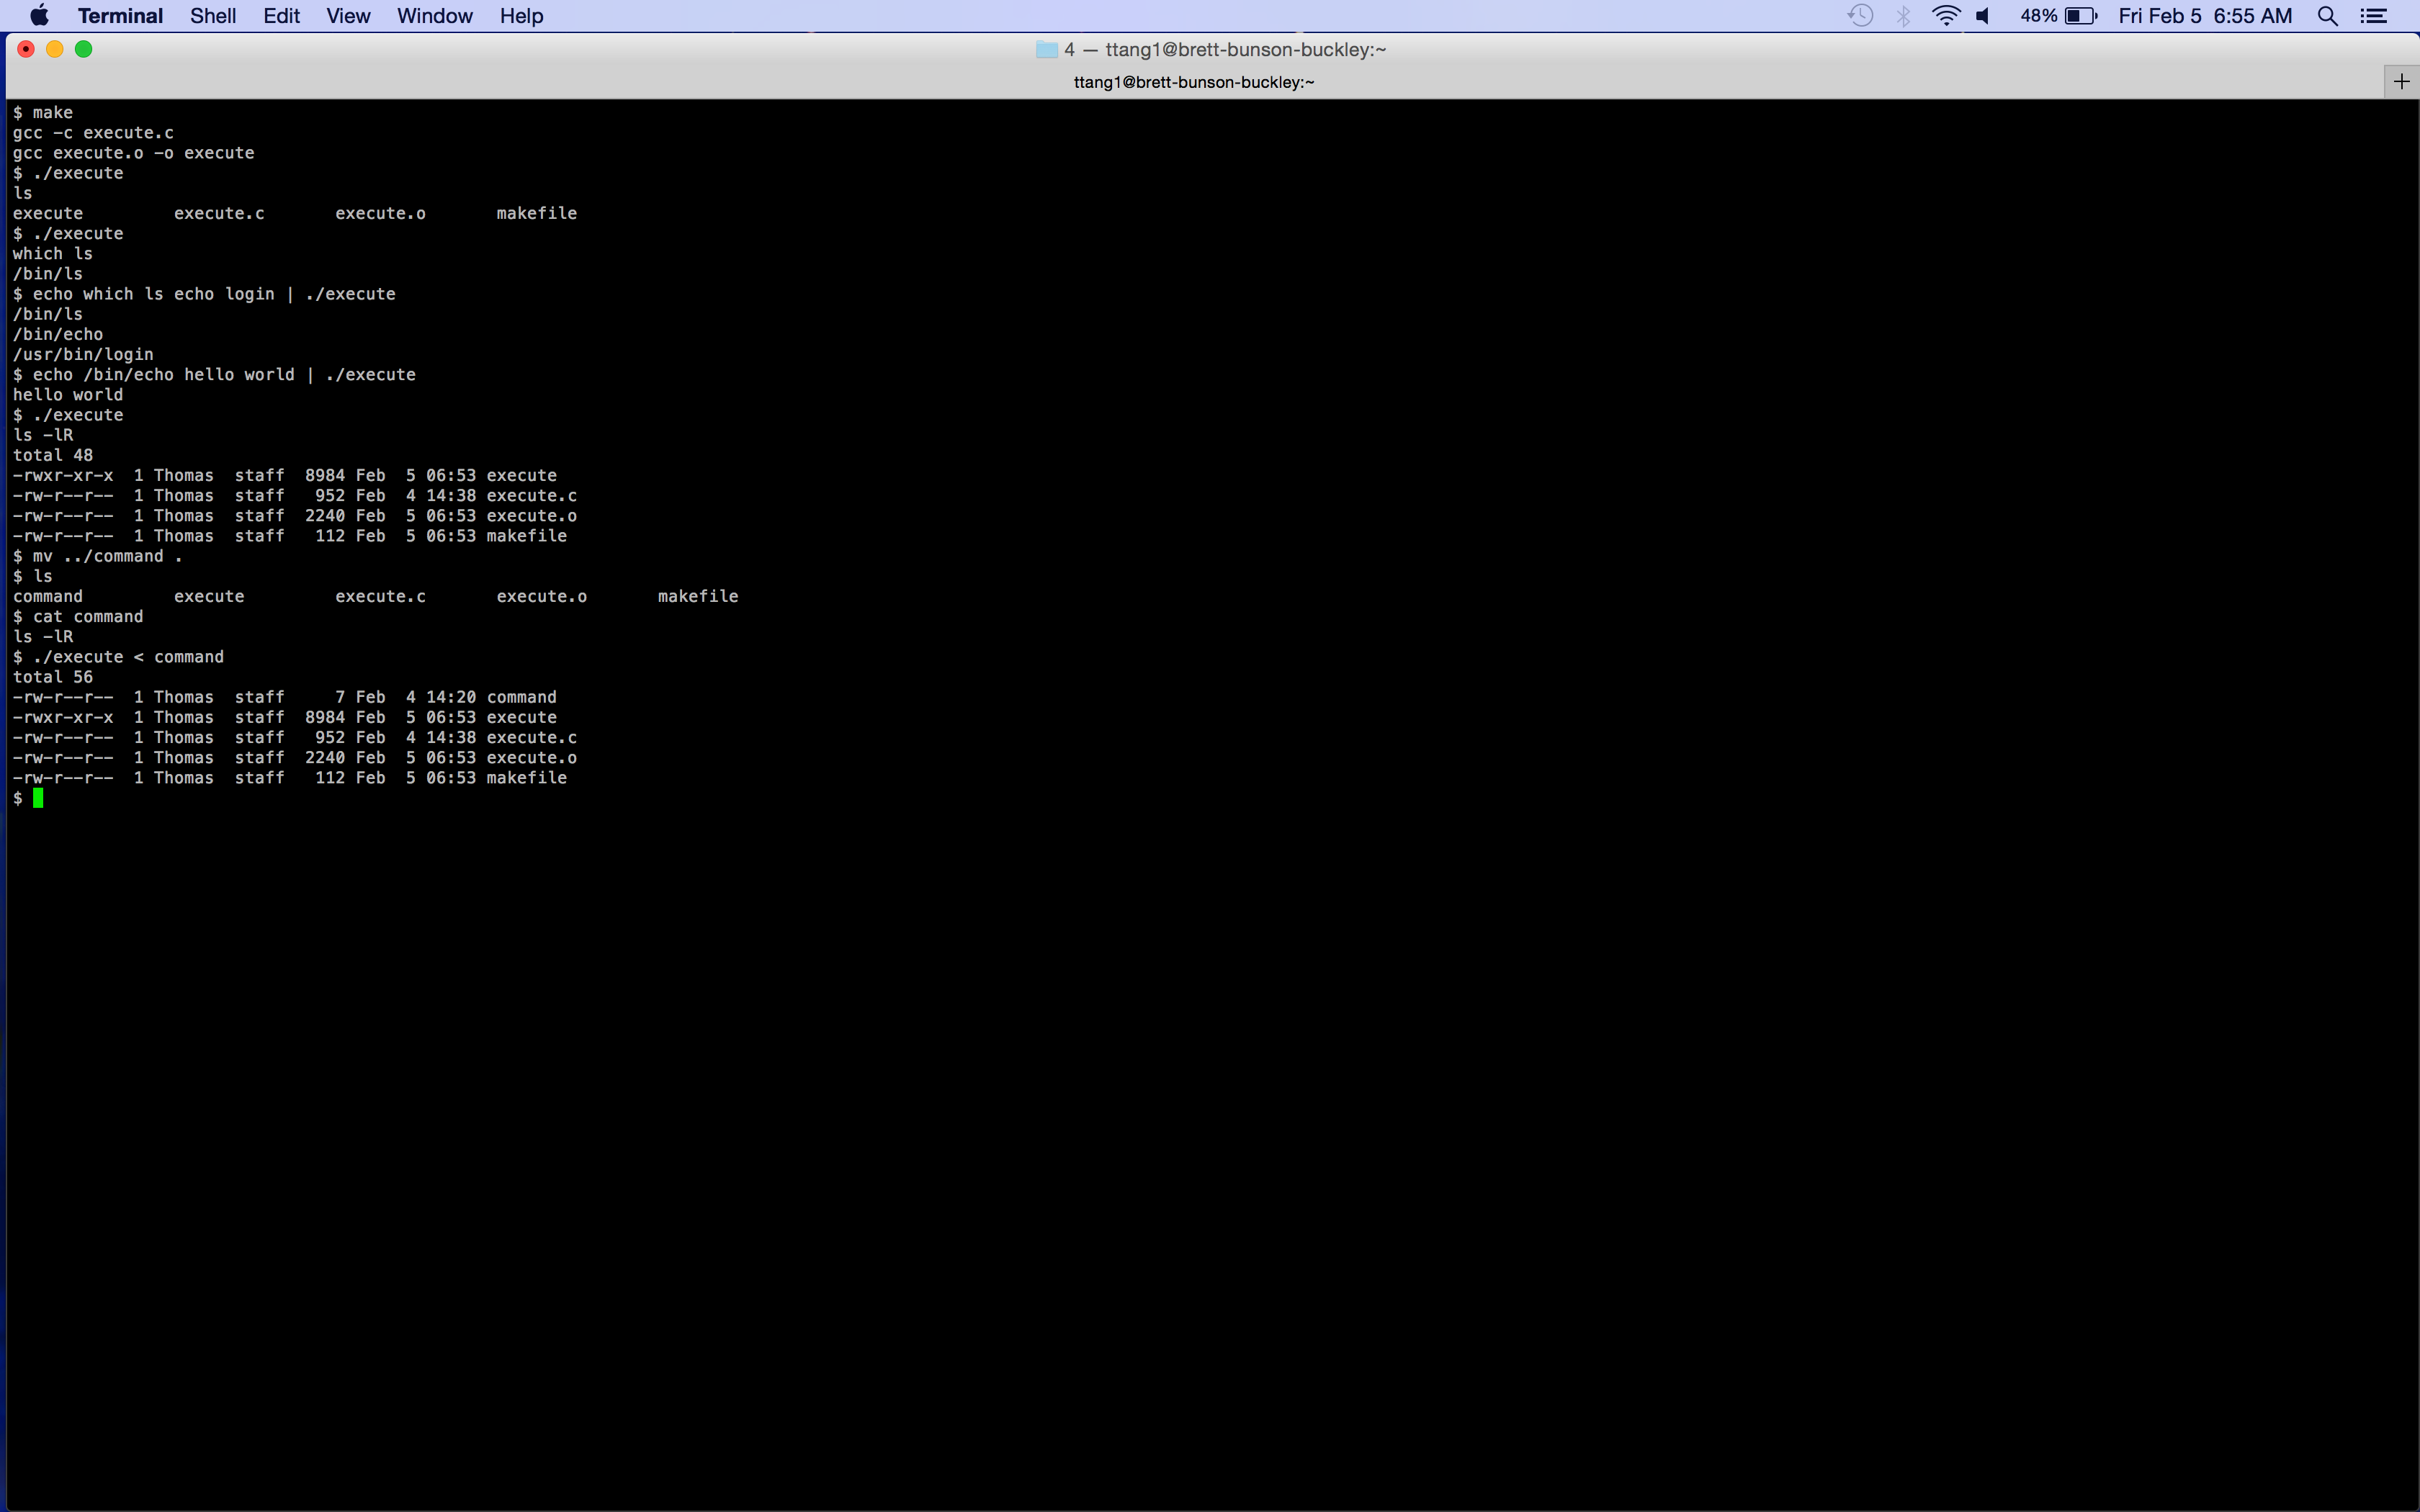 Terminal Shell Edit View Window Help 48% Fri Feb 5 6:55 AM
4 — ttang1@brett-bunson-buckley:~
ttang1@brett-bunson-buckley:~ +
$ make
gcc -c execute.c
gcc execute.o -o execute
$ ./execute
ls
execute         execute.c       execute.o       makefile
$ ./execute
which ls
/bin/ls
$ echo which ls echo login | ./execute
/bin/ls
/bin/echo
/usr/bin/login
$ echo /bin/echo hello world | ./execute
hello world
$ ./execute
ls -lR
total 48
-rwxr-xr-x  1 Thomas  staff  8984 Feb  5 06:53 execute
-rw-r--r--  1 Thomas  staff   952 Feb  4 14:38 execute.c
-rw-r--r--  1 Thomas  staff  2240 Feb  5 06:53 execute.o
-rw-r--r--  1 Thomas  staff   112 Feb  5 06:53 makefile
$ mv ../command .
$ ls
command         execute         execute.c       execute.o       makefile
$ cat command
ls -lR
$ ./execute < command
total 56
-rw-r--r--  1 Thomas  staff     7 Feb  4 14:20 command
-rwxr-xr-x  1 Thomas  staff  8984 Feb  5 06:53 execute
-rw-r--r--  1 Thomas  staff   952 Feb  4 14:38 execute.c
-rw-r--r--  1 Thomas  staff  2240 Feb  5 06:53 execute.o
-rw-r--r--  1 Thomas  staff   112 Feb  5 06:53 makefile
$